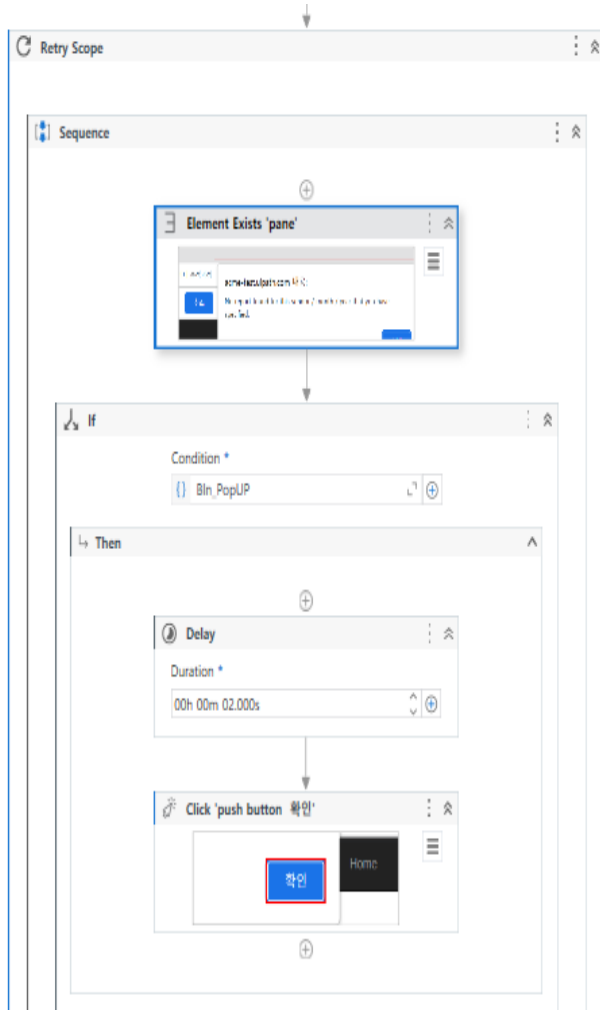 Retry Scope
Sequence
Element Exists 'pane'
If
Condition *
Bln_PopUP
Then
Delay
Duration *
00h 00m 02.000s
Click 'push button 확인'
확인
Home